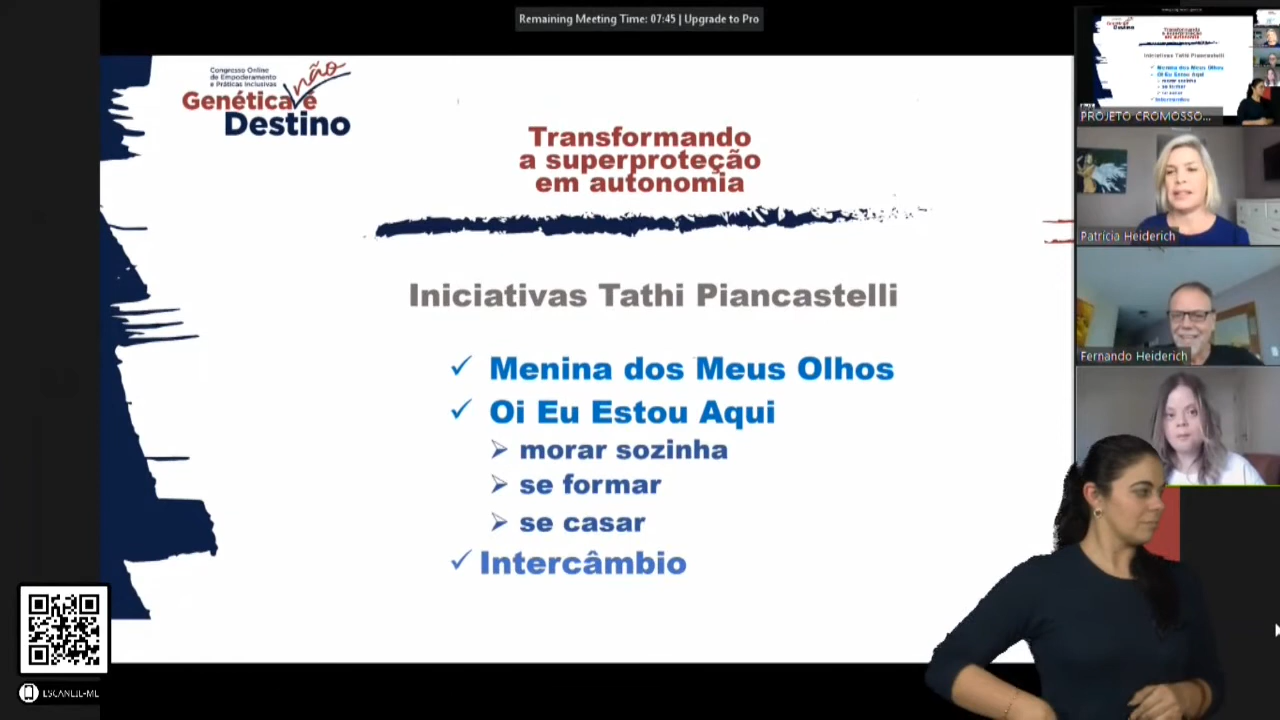 Remaining Meeting Time: 07:45 | Upgrade to Pro
Congresso Online
de Empoderamento
e Práticas Inclusivas
não
Genética é
Destino
Transformando
a superproteção
em autonomia
Iniciativas Tathi Piancastelli
✓ Menina dos Meus Olhos
✓ Oi Eu Estou Aqui
➢ morar sozinha
➢ se formar
➢ se casar
✓ Intercâmbio
PROJETO CROMOSSO...
Patrícia Heiderich
Fernando Heiderich